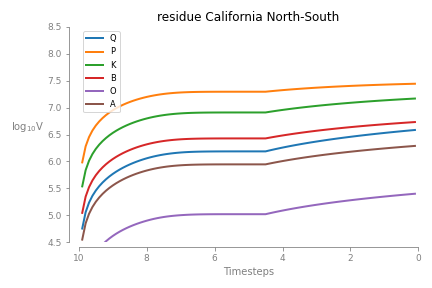 residue California North-South
8.5
8.0
7.5
7.0
6.5
6.0
5.5
5.0
4.5
log₁₀V
Q
P
K
B
O
A
10
8
6
4
2
0
Timesteps